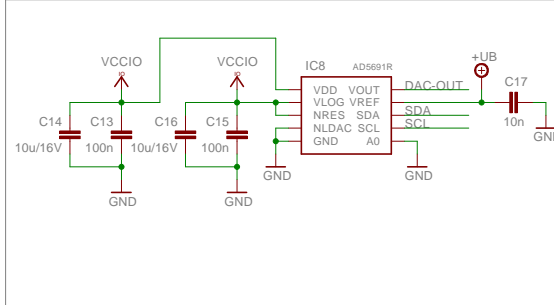 +UB
VCCIO
VCCIO
IC8
AD5691R
C17
VDD VOUT
DAC-OUT
VLOG VREF
NRES SDA
SDA
NLDAC SCL
SCL
GND A0
C14
C13
C16
C15
10u/16V
100n
10u/16V
100n
10n
GND
GND
GND
GND
GND